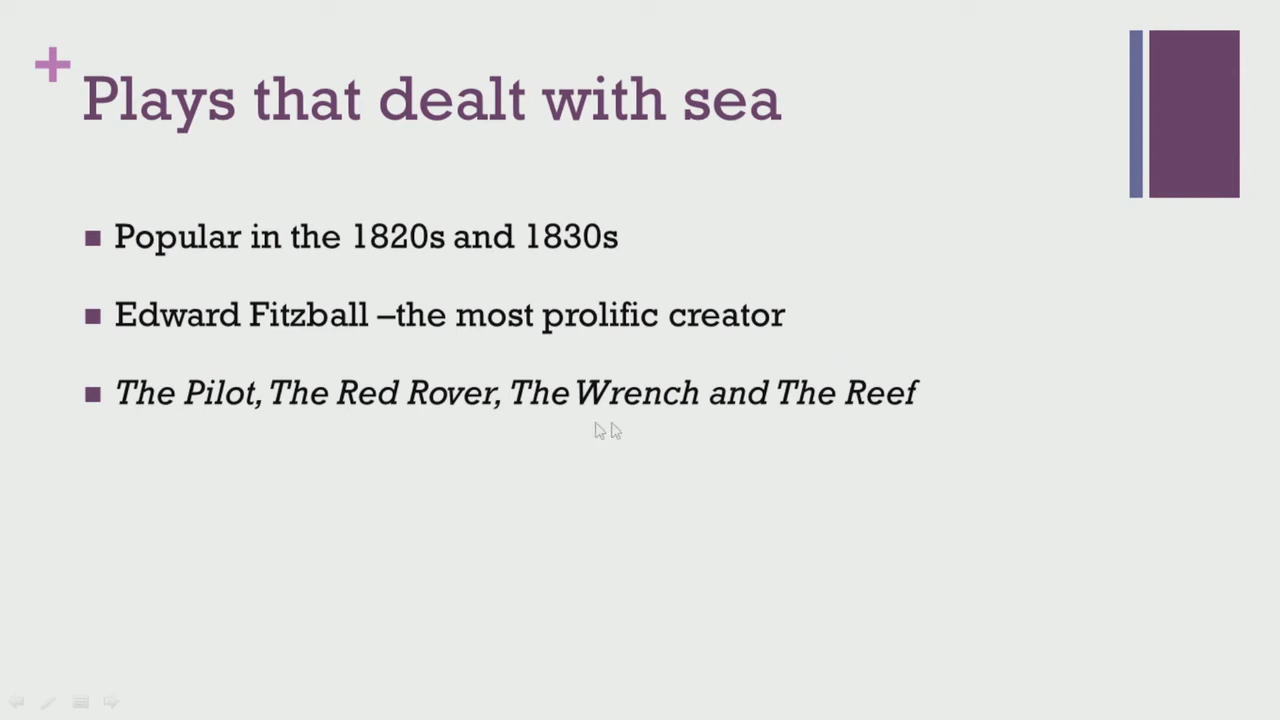 Plays that dealt with sea
Popular in the 1820s and 1830s
Edward Fitzball –the most prolific creator
The Pilot, The Red Rover, The Wrench and The Reef